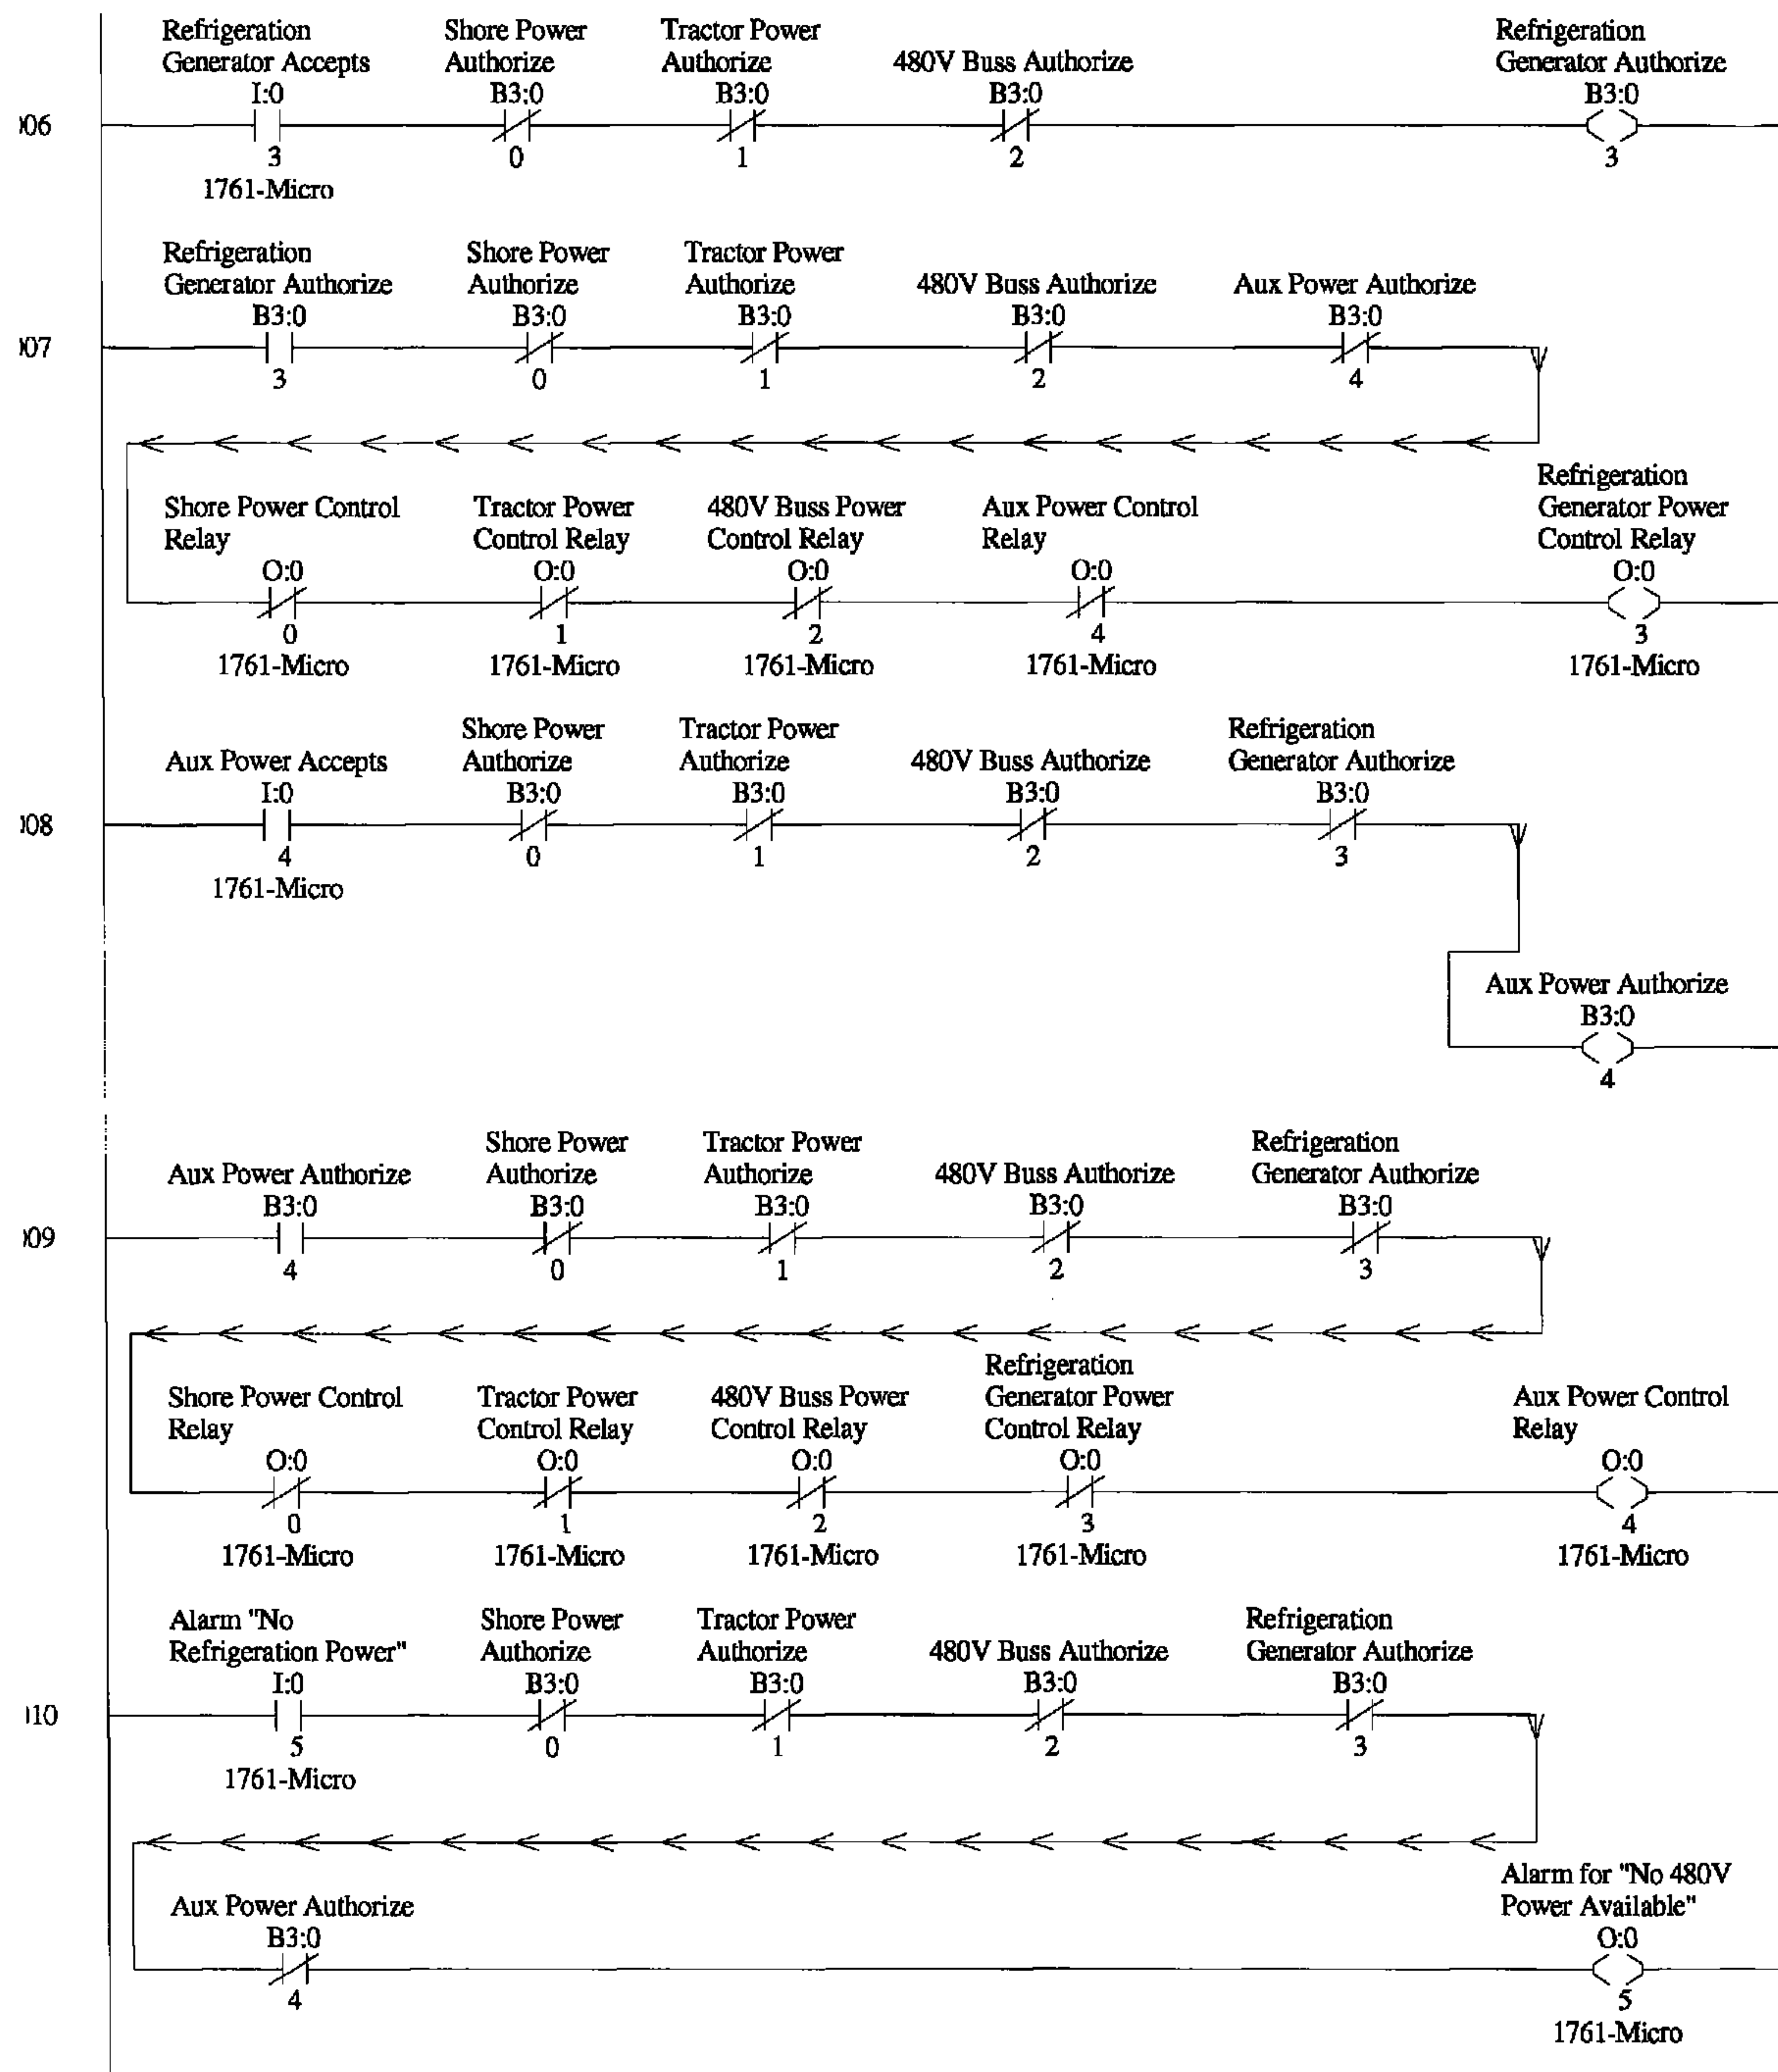 Refrigeration Shore Power Tractor Power Refrigeration
Generator Accepts Authorize Authorize 480V Buss Authorize Generator Authorize
I:0 B3:0 B3:0 B3:0 B3:0
)06
3 0 1 2 3
1761-Micro
Refrigeration Shore Power Tractor Power
Generator Authorize Authorize Authorize 480V Buss Authorize Aux Power Authorize
B3:0 B3:0 B3:0 B3:0 B3:0
)07
3 0 1 2 4
Refrigeration
Shore Power Control Tractor Power 480V Buss Power Aux Power Control Generator Power
Relay Control Relay Control Relay Relay Control Relay
O:0 O:0 O:0 O:0 O:0
0 1 2 4 3
1761-Micro 1761-Micro 1761-Micro 1761-Micro 1761-Micro
Shore Power Tractor Power Refrigeration
Aux Power Accepts Authorize Authorize 480V Buss Authorize Generator Authorize
I:0 B3:0 B3:0 B3:0 B3:0
)08
4 0 1 2 3
1761-Micro
Aux Power Authorize
B3:0
4
Shore Power Tractor Power Refrigeration
Aux Power Authorize Authorize Authorize 480V Buss Authorize Generator Authorize
B3:0 B3:0 B3:0 B3:0 B3:0
)09
4 0 1 2 3
Refrigeration
Shore Power Control Tractor Power 480V Buss Power Generator Power Aux Power Control
Relay Control Relay Control Relay Control Relay Relay
O:0 O:0 O:0 O:0 O:0
0 1 2 3 4
1761-Micro 1761-Micro 1761-Micro 1761-Micro 1761-Micro
Alarm "No Shore Power Tractor Power Refrigeration
Refrigeration Power" Authorize Authorize 480V Buss Authorize Generator Authorize
I:0 B3:0 B3:0 B3:0 B3:0
)10
5 0 1 2 3
1761-Micro
Alarm for "No 480V
Aux Power Authorize Power Available"
B3:0 O:0
4 5
1761-Micro